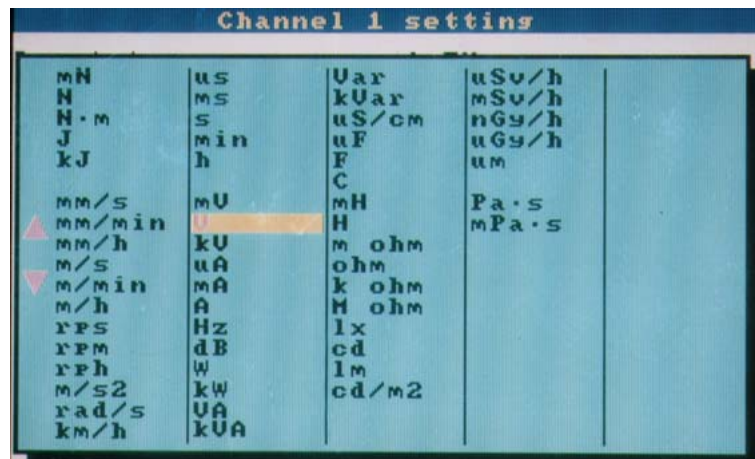 Channel 1 setting
mN
N
N·m
J
kJ
mm/s
mm/min
mm/h
m/s
m/min
m/h
rps
rpm
rph
m/s2
rad/s
km/h
us
ms
s
min
h
mV
V
kV
uA
mA
A
Hz
dB
W
kW
VA
kVA
Var
kVar
uS/cm
uF
F
C
mH
H
m ohm
ohm
k ohm
M ohm
lx
cd
lm
cd/m2
uSv/h
mSv/h
nGy/h
uGy/h
um
Pa·s
mPa·s